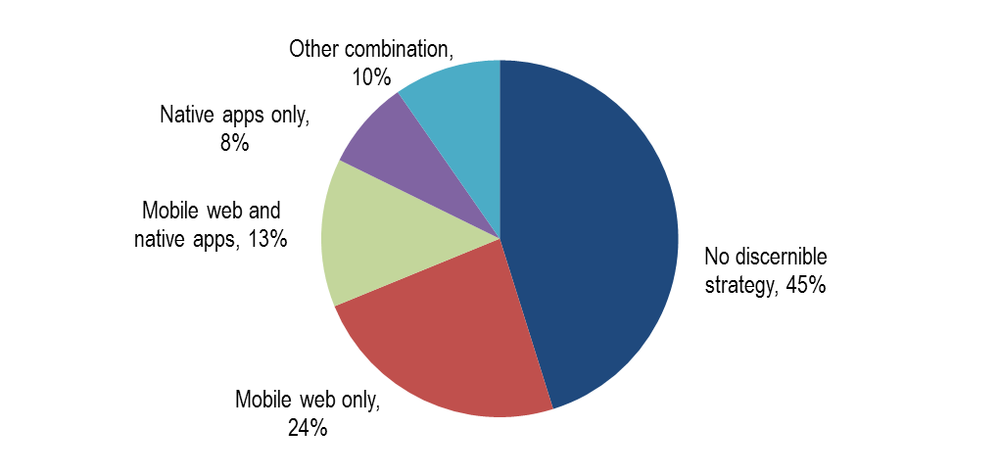 Other combination,
10%
Native apps only,
8%
Mobile web and
native apps, 13%
No discernible
strategy, 45%
Mobile web only,
24%